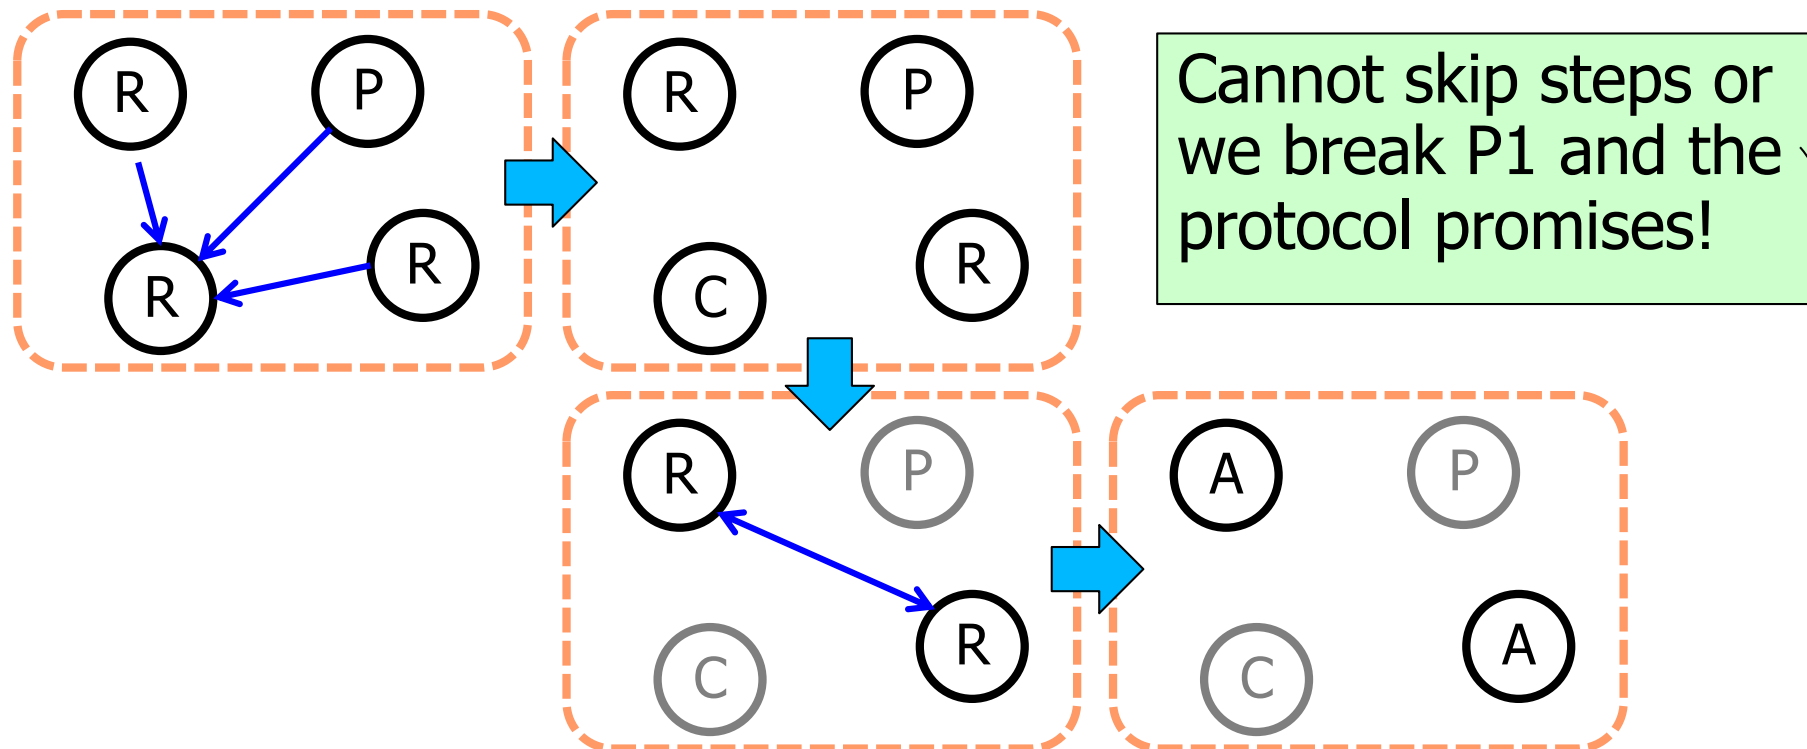 R P
R R
R P
C R
Cannot skip steps or
we break P1 and the
protocol promises!
R P
C R
A P
C A